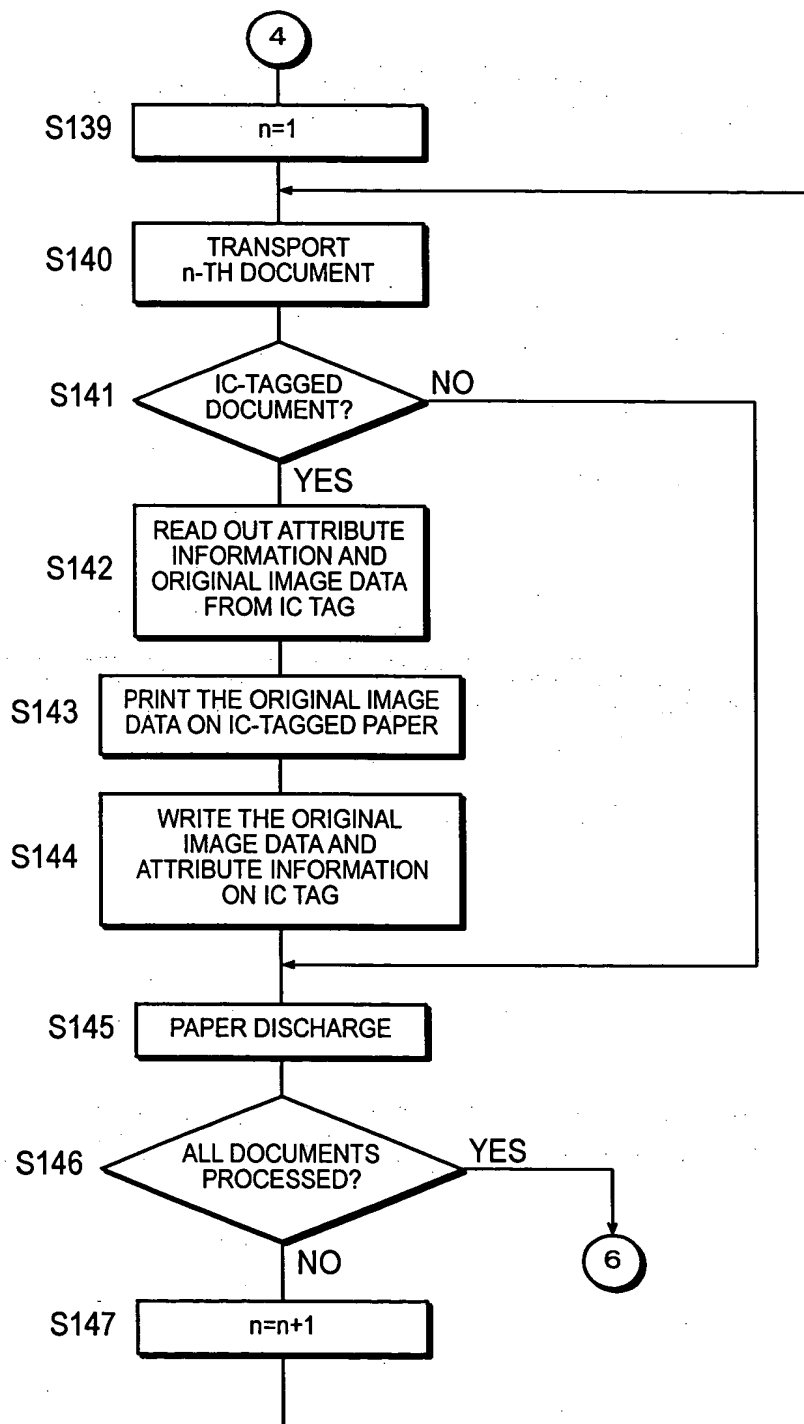 4
S139
n=1
S140
TRANSPORT
n-TH DOCUMENT
S141
IC-TAGGED
DOCUMENT?
NO
YES
S142
READ OUT ATTRIBUTE
INFORMATION AND
ORIGINAL IMAGE DATA
FROM IC TAG
S143
PRINT THE ORIGINAL IMAGE
DATA ON IC-TAGGED PAPER
S144
WRITE THE ORIGINAL
IMAGE DATA AND
ATTRIBUTE INFORMATION
ON IC TAG
S145
PAPER DISCHARGE
S146
ALL DOCUMENTS
PROCESSED?
YES
6
NO
S147
n=n+1